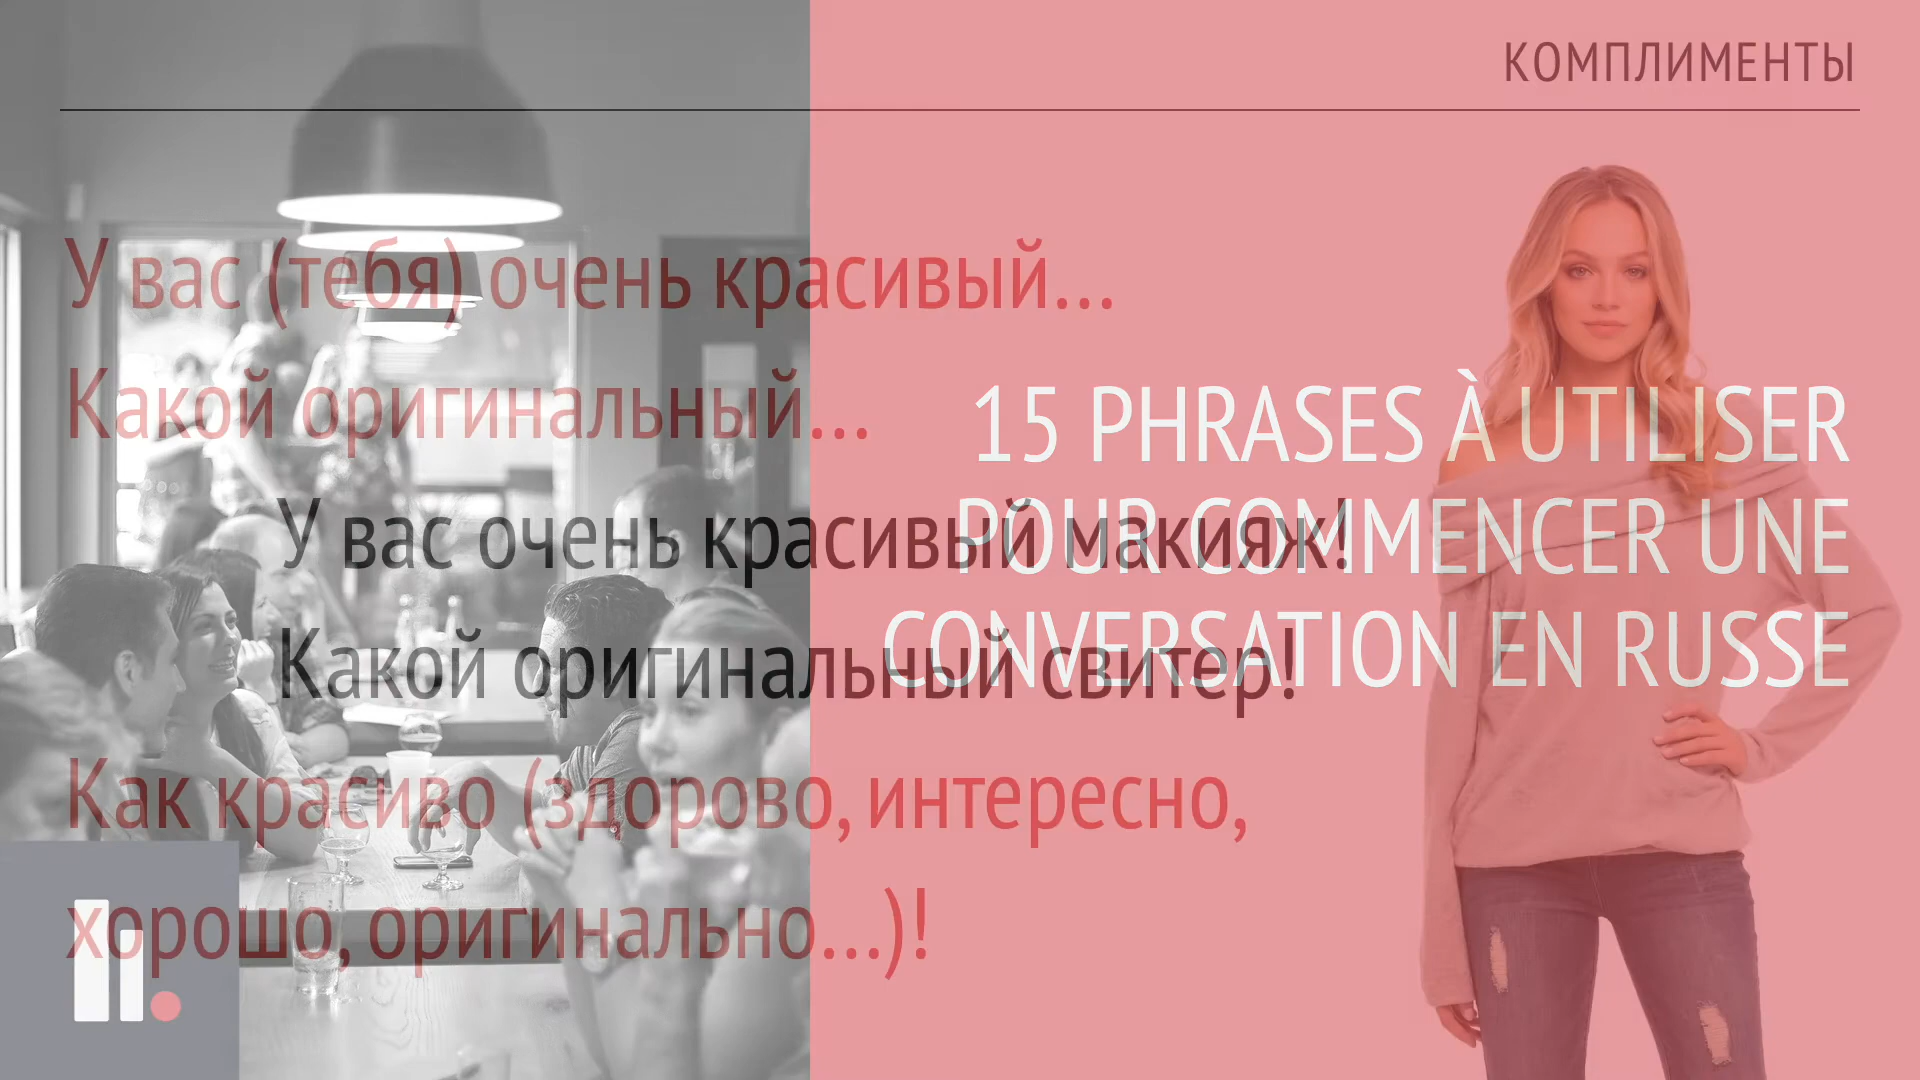 КОМПЛИМЕНТЫ
У вас (тебя) очень красивый...
Какой оригинальный...
15 PHRASES À UTILISER
У вас очень красивый макияж!
POUR COMMENCER UNE
Какой оригинальный свитер!
CONVERSATION EN RUSSE
Как красиво (здорово, интересно,
хорошо, оригинально...)!